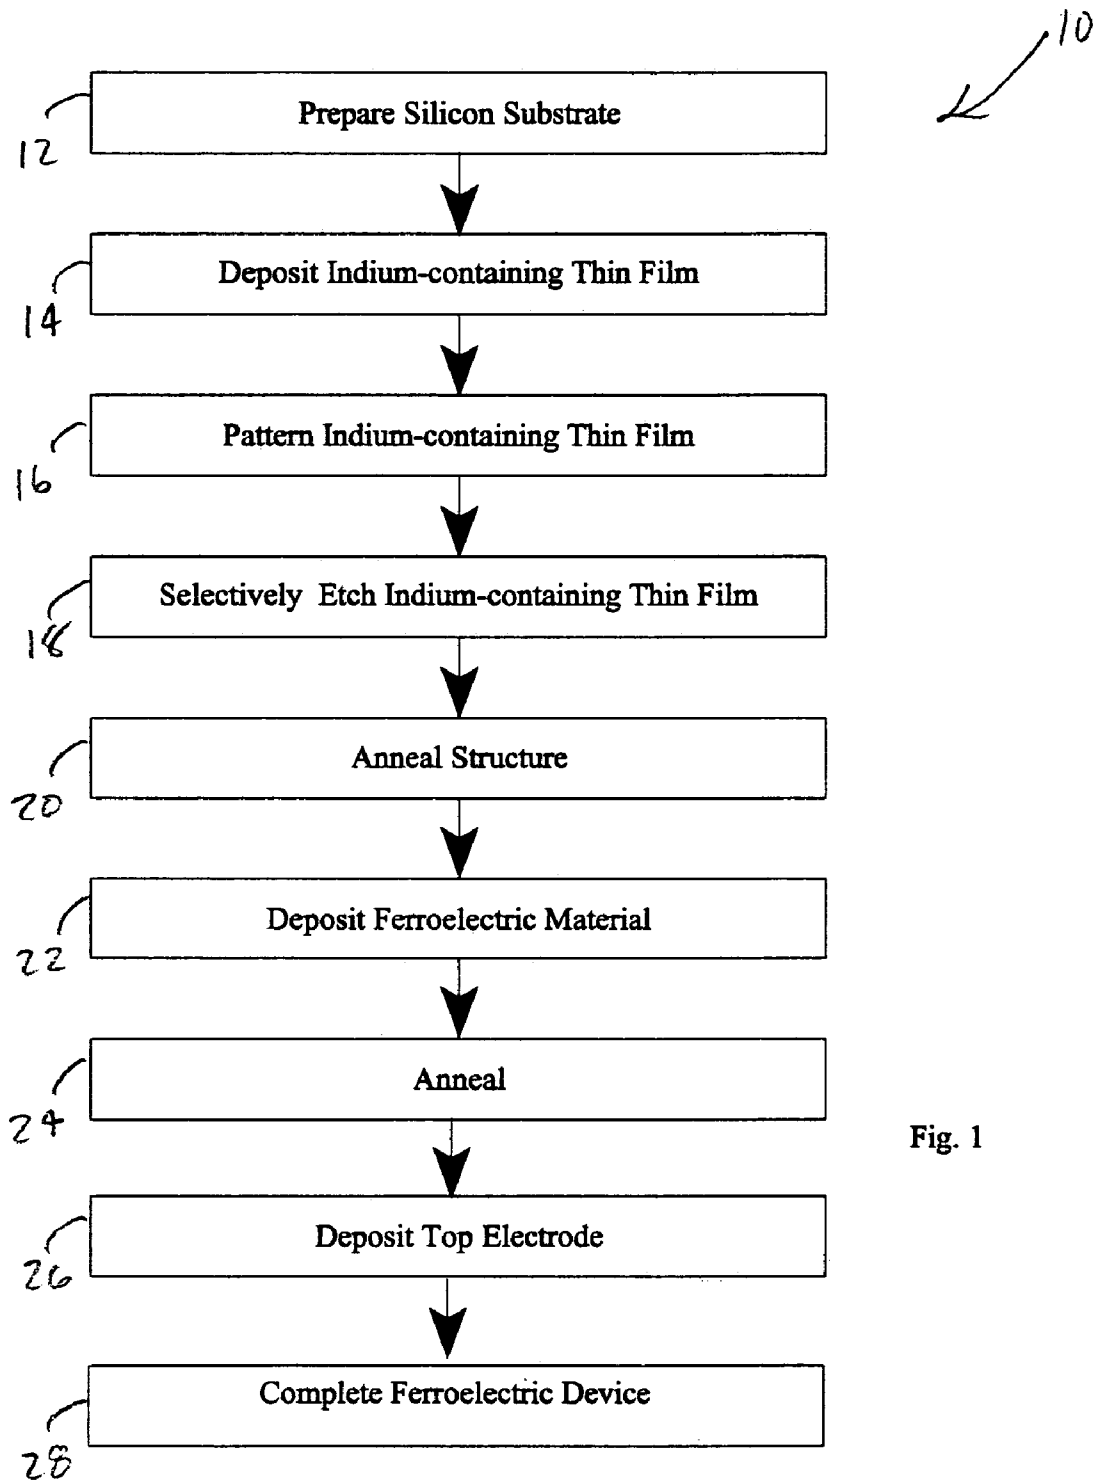 10
Prepare Silicon Substrate
12
Deposit Indium-containing Thin Film
14
Pattern Indium-containing Thin Film
16
Selectively Etch Indium-containing Thin Film
18
Anneal Structure
20
Deposit Ferroelectric Material
22
Anneal
24
Fig. 1
Deposit Top Electrode
26
Complete Ferroelectric Device
28